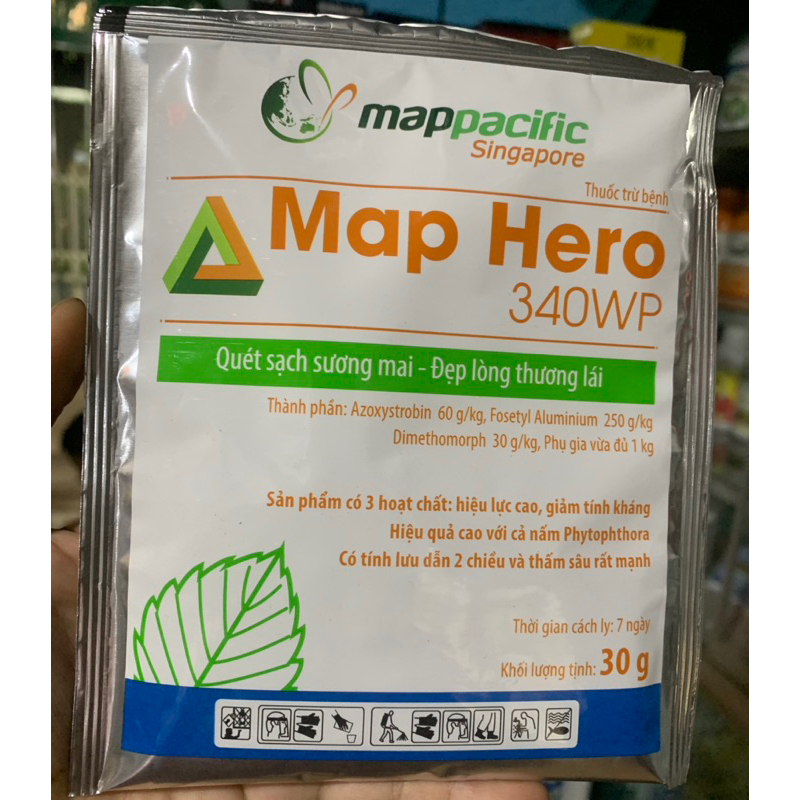 mappacific
Singapore
Thuốc trừ bệnh
Map Hero
340WP
Quét sạch sương mai - Đẹp lòng thương lái
Thành phần: Azoxystrobin 60 g/kg, Fosetyl Aluminium 250 g/kg
Dimethomorph 30 g/kg, Phụ gia vừa đủ 1 kg
Sản phẩm có 3 hoạt chất: hiệu lực cao, giảm tính kháng
Hiệu quả cao với cả nấm Phytophthora
Có tính lưu dẫn 2 chiều và thấm sâu rất mạnh
Thời gian cách ly: 7 ngày
Khối lượng tịnh: 30 g